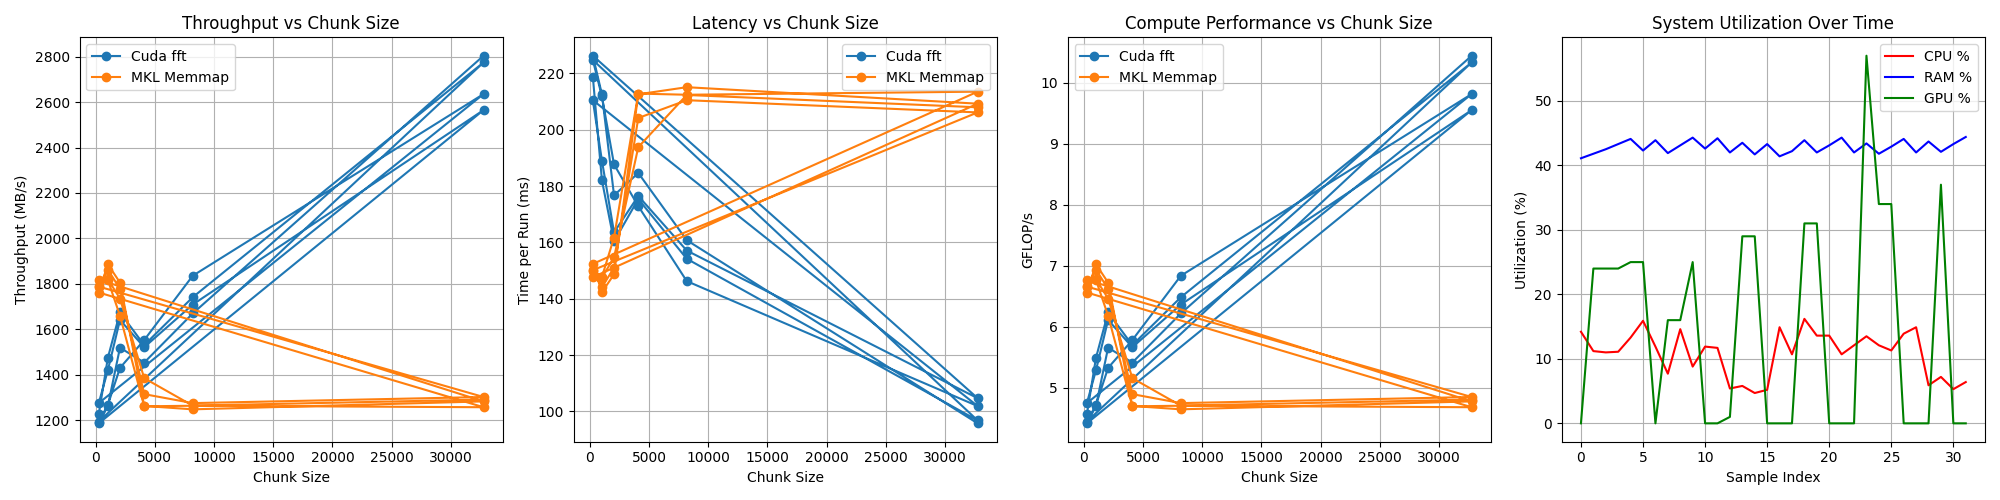 Throughput vs Chunk Size
Throughput (MB/s)
2800
2600
2400
2200
2000
1800
1600
1400
1200
Cuda fft
MKL Memmap
0 5000 10000 15000 20000 25000 30000
Chunk Size
Latency vs Chunk Size
Time per Run (ms)
220
200
180
160
140
120
100
Cuda fft
MKL Memmap
0 5000 10000 15000 20000 25000 30000
Chunk Size
Compute Performance vs Chunk Size
GFLOP/s
10
9
8
7
6
5
Cuda fft
MKL Memmap
0 5000 10000 15000 20000 25000 30000
Chunk Size
System Utilization Over Time
Utilization (%)
50
40
30
20
10
0
CPU %
RAM %
GPU %
0 5 10 15 20 25 30
Sample Index